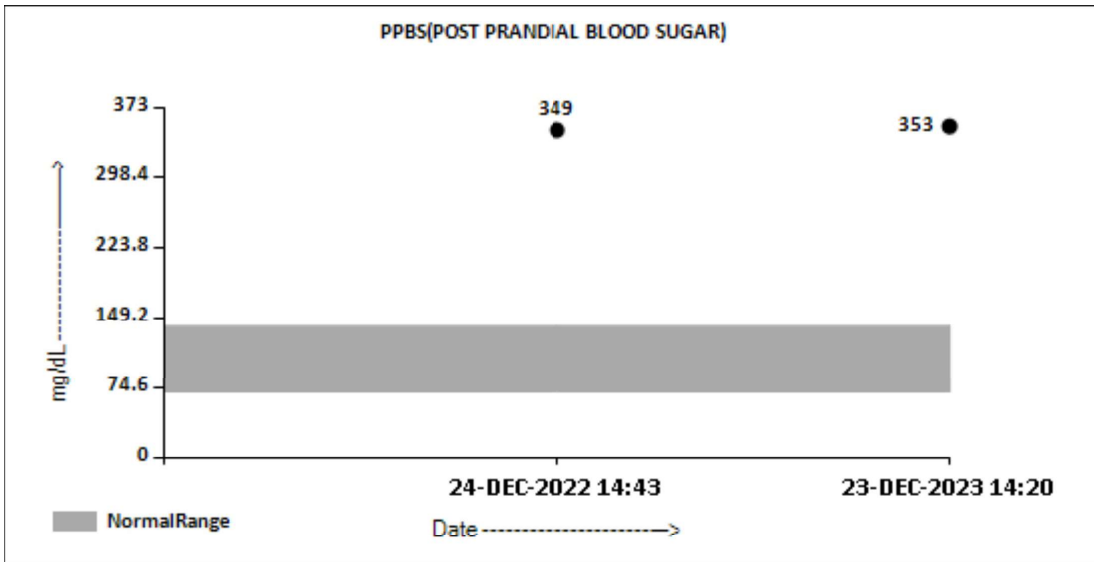 PPBS(POST PRANDIAL BLOOD SUGAR)
373
349
353
298.4
223.8
149.2
74.6
0
mg/dL
24-DEC-2022 14:43
23-DEC-2023 14:20
NormalRange
Date